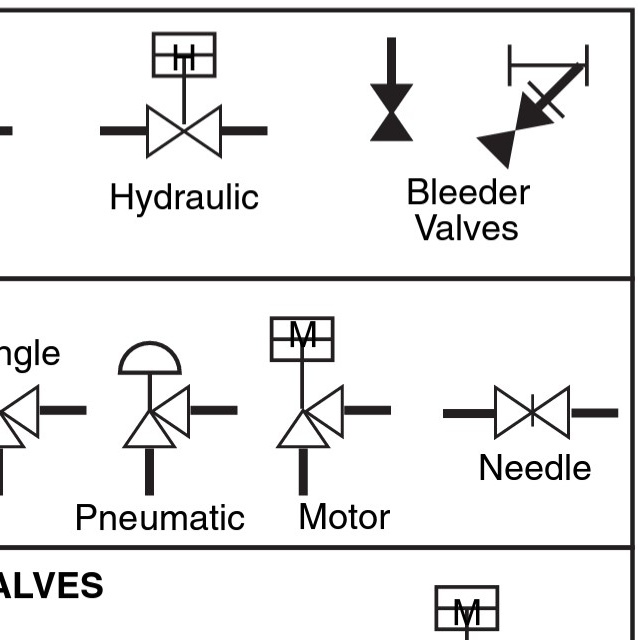 H
Hydraulic
Bleeder
Valves
ngle
M
Pneumatic
Motor
Needle
ALVES
M